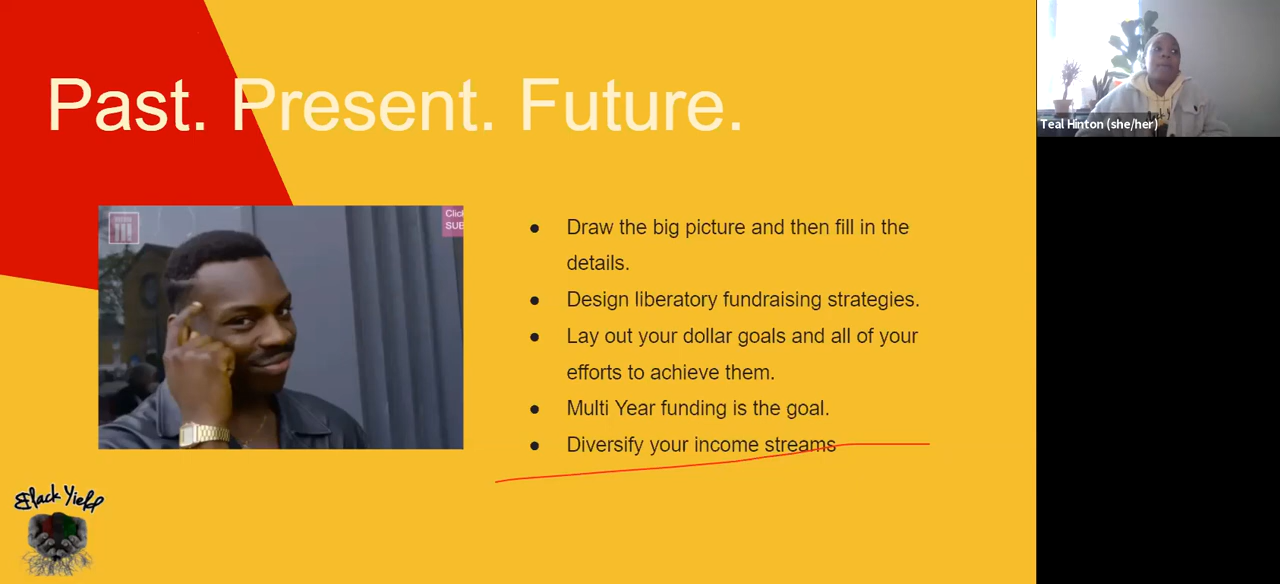 Past. Present. Future.
Teal Hinton (she/her)
Clic
SUB
Draw the big picture and then fill in the
details.
Design liberatory fundraising strategies.
Lay out your dollar goals and all of your
efforts to achieve them.
Multi Year funding is the goal.
Diversify your income streams
Black Yield